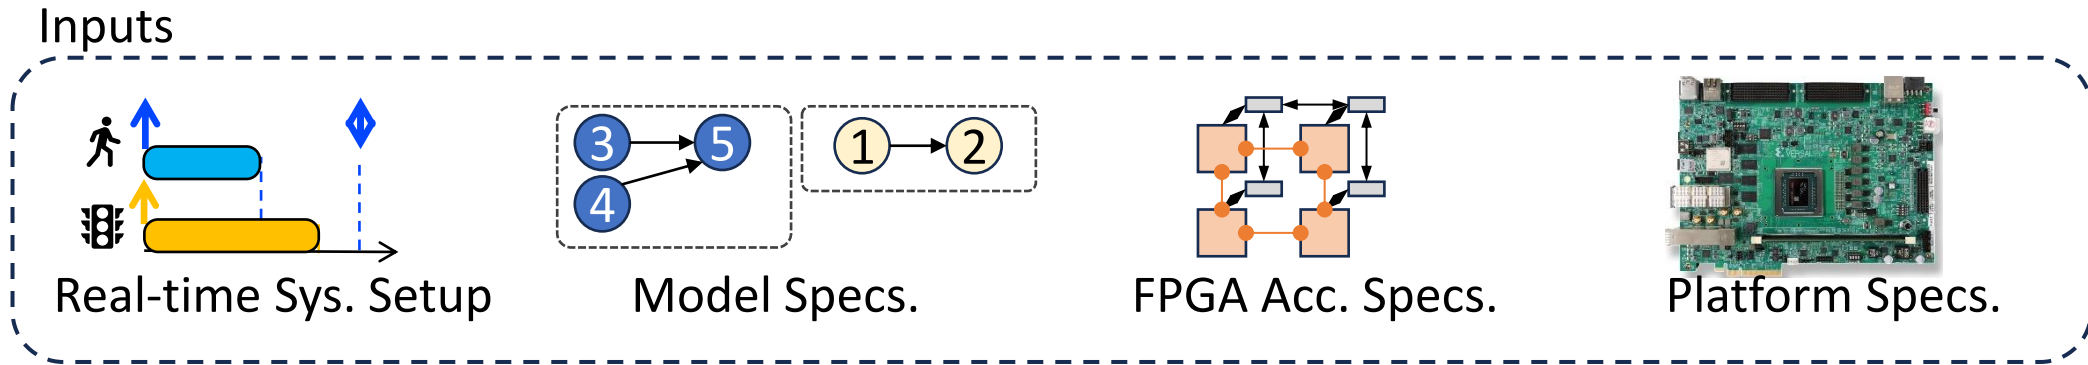 Inputs
3
5
4
1
2
Real-time Sys. Setup
Model Specs.
FPGA Acc. Specs.
Platform Specs.